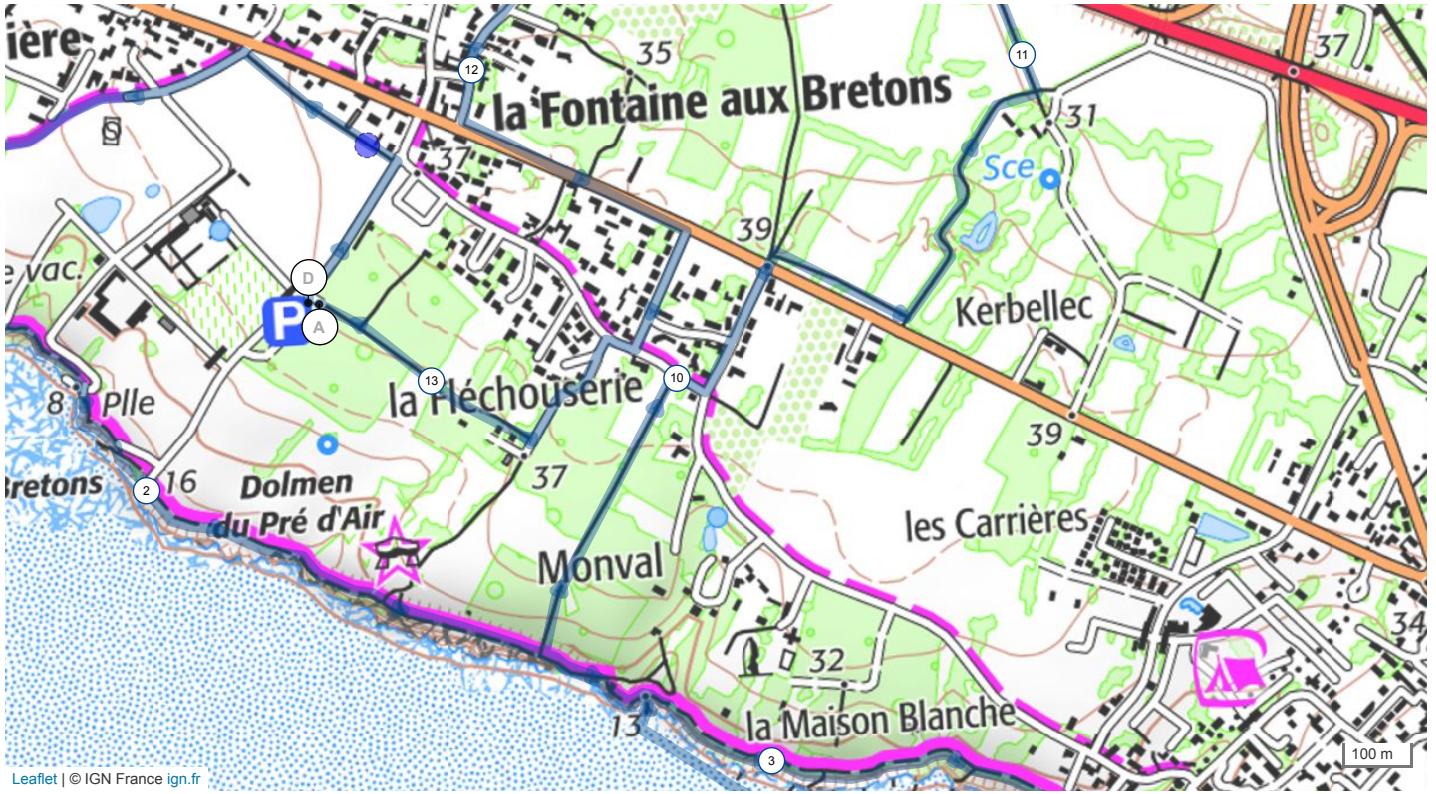 ière
35
11
37
12
la Fontaine aux Bretons
31
37
Sce
39
D
e vac.
P
A
Kerbellec
8
Plle
13
la Fléchouserie
10
39
2
16
retons
Dolmen
du Pré d'Air
37
les Carrières
Monval
34
32
13
la Maison Blanche
3
100 m
Leaflet | © IGN France ign.fr